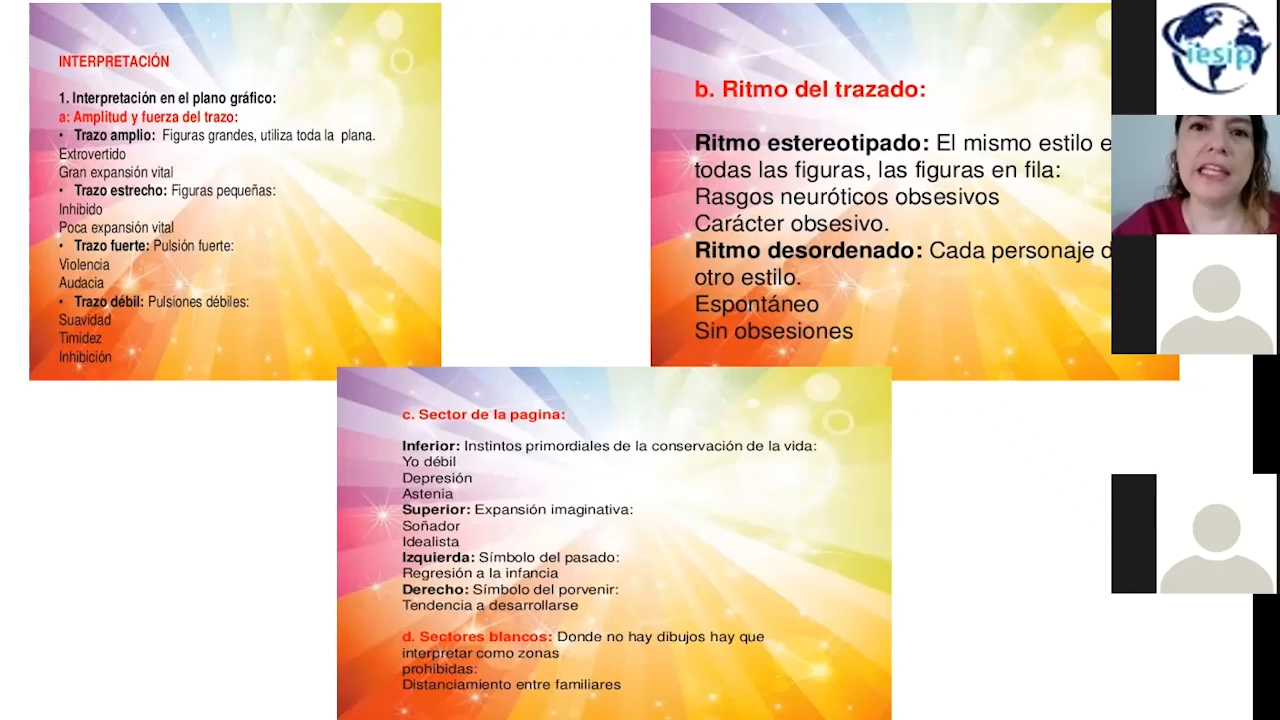 INTERPRETACIÓN
1. Interpretación en el plano gráfico:
a: Amplitud y fuerza del trazo:
• Trazo amplio: Figuras grandes, utiliza toda la plana.
Extrovertido
Gran expansión vital
• Trazo estrecho: Figuras pequeñas:
Inhibido
Poca expansión vital
• Trazo fuerte: Pulsión fuerte:
Violencia
Audacia
• Trazo débil: Pulsiones débiles:
Suavidad
Timidez
Inhibición
b. Ritmo del trazado:
Ritmo estereotipado: El mismo estilo e
todas las figuras, las figuras en fila:
Rasgos neuróticos obsesivos
Carácter obsesivo.
Ritmo desordenado: Cada personaje d
otro estilo.
Espontáneo
Sin obsesiones
iesip
c. Sector de la pagina:
Inferior: Instintos primordiales de la conservación de la vida:
Yo débil
Depresión
Astenia
Superior: Expansión imaginativa:
Soñador
Idealista
Izquierda: Símbolo del pasado:
Regresión a la infancia
Derecho: Símbolo del porvenir:
Tendencia a desarrollarse
d. Sectores blancos: Donde no hay dibujos hay que
interpretar como zonas
prohibidas:
Distanciamiento entre familiares